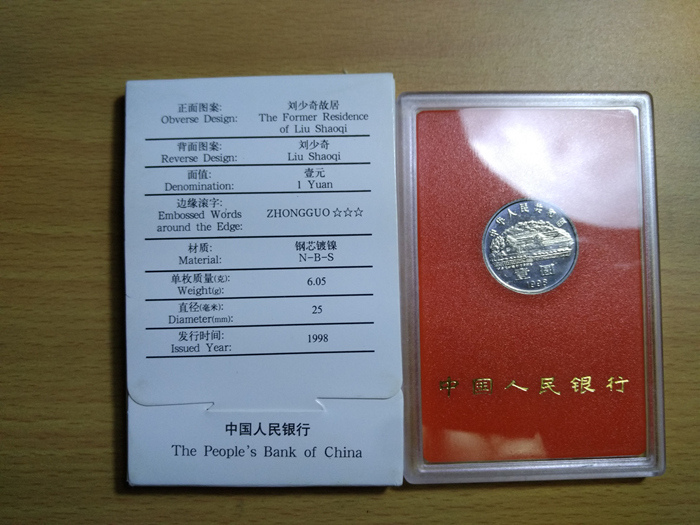 正面图案:
刘少奇故居
Obverse Design:
The Former Residence
of Liu Shaoqi
背面图案:
刘少奇
Reverse Design:
Liu Shaoqi
面值:
壹元
Denomination:
1 Yuan
边缘滚字:
Embossed Words
around the Edge:
ZHONGGUO☆☆☆
材质:
钢芯镀镍
Material:
N-B-S
单枚质量(克):
Weight(g):
6.05
直径(毫米):
Diameter(mm):
25
发行时间:
Issued Year:
1998
中国人民银行
The People's Bank of China
中华人民共和国
壹圆
1998
中国人民银行